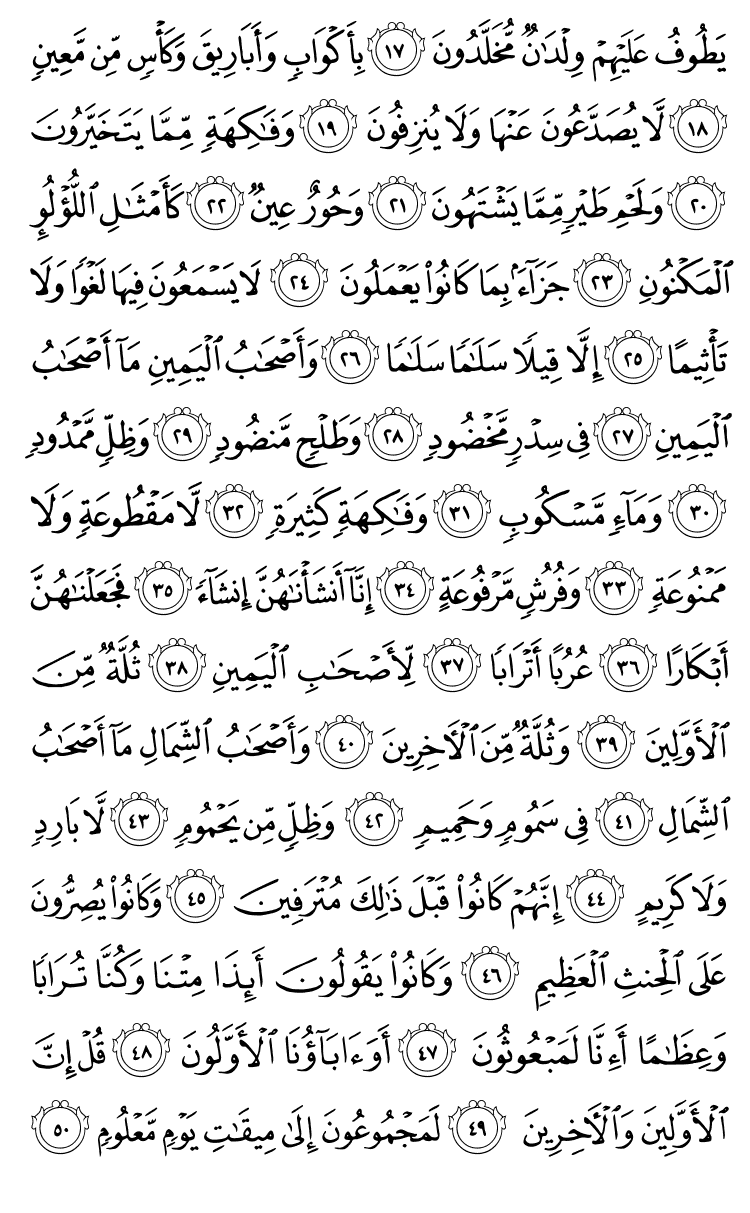 يَطُوفُ عَلَيۡهِمۡ وِلۡدَٰنٞ مُّخَلَّدُونَ ١٧ بِأَكۡوَابٖ وَأَبَارِيقَ وَكَأۡسٖ مِّن مَّعِينٖ
١٨ لَّا يُصَدَّعُونَ عَنۡهَا وَلَا يُنزِفُونَ ١٩ وَفَٰكِهَةٖ مِّمَّا يَتَخَيَّرُونَ
٢٠ وَلَحۡمِ طَيۡرٖ مِّمَّا يَشۡتَهُونَ ٢١ وَحُورٌ عِينٞ ٢٢ كَأَمۡثَٰلِ ٱللُّؤۡلُوِٕ
ٱلۡمَكۡنُونِ ٢٣ جَزَآءَۢ بِمَا كَانُواْ يَعۡمَلُونَ ٢٤ لَا يَسۡمَعُونَ فِيهَا لَغۡوٗا وَلَا
تَأۡثِيمًا ٢٥ إِلَّا قِيلٗا سَلَٰمٗا سَلَٰمٗا ٢٦ وَأَصۡحَٰبُ ٱلۡيَمِينِ مَآ أَصۡحَٰبُ
ٱلۡيَمِينِ ٢٧ فِي سِدۡرٖ مَّخۡضُودٖ ٢٨ وَطَلۡحٖ مَّنضُودٖ ٢٩ وَظِلّٖ مَّمۡدُودٖ
٣٠ وَمَآءٖ مَّسۡكُوبٖ ٣١ وَفَٰكِهَةٖ كَثِيرَةٖ ٣٢ لَّا مَقۡطُوعَةٖ وَلَا
مَمۡنُوعَةٖ ٣٣ وَفُرُشٖ مَّرۡفُوعَةٍ ٣٤ إِنَّآ أَنشَأۡنَٰهُنَّ إِنشَآءٗ ٣٥ فَجَعَلۡنَٰهُنَّ
أَبۡكَارًا ٣٦ عُرُبًا أَتۡرَابٗا ٣٧ لِّأَصۡحَٰبِ ٱلۡيَمِينِ ٣٨ ثُلَّةٞ مِّنَ
ٱلۡأَوَّلِينَ ٣٩ وَثُلَّةٞ مِّنَ ٱلۡأٓخِرِينَ ٤٠ وَأَصۡحَٰبُ ٱلشِّمَالِ مَآ أَصۡحَٰبُ
ٱلشِّمَالِ ٤١ فِي سَمُومٖ وَحَمِيمٖ ٤٢ وَظِلّٖ مِّن يَحۡمُومٖ ٤٣ لَّا بَارِدٖ
وَلَا كَرِيمٍ ٤٤ إِنَّهُمۡ كَانُواْ قَبۡلَ ذَٰلِكَ مُتۡرَفِينَ ٤٥ وَكَانُواْ يُصِرُّونَ
عَلَى ٱلۡحِنثِ ٱلۡعَظِيمِ ٤٦ وَكَانُواْ يَقُولُونَ أَئِذَا مِتۡنَا وَكُنَّا تُرَابٗا
وَعِظَٰمًا أَءِنَّا لَمَبۡعُوثُونَ ٤٧ أَوَءَابَآؤُنَا ٱلۡأَوَّلُونَ ٤٨ قُلۡ إِنَّ
ٱلۡأَوَّلِينَ وَٱلۡأٓخِرِينَ ٤٩ لَمَجۡمُوعُونَ إِلَىٰ مِيقَٰتِ يَوۡمٖ مَّعۡلُومٖ ٥٠